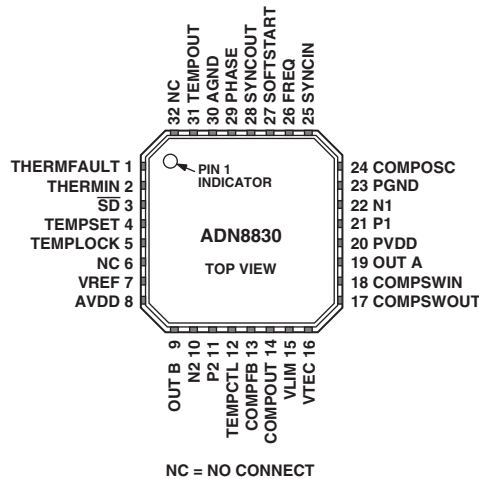 32 NC
31 TEMPOUT
30 AGND
29 PHASE
28 SYNCOUT
27 SOFTSTART
26 FREQ
25 SYNCIN
THERMFAULT 1
THERMIN 2
SD 3
TEMPSET 4
TEMPLOCK 5
NC 6
VREF 7
AVDD 8
PIN 1
INDICATOR
ADN8830
TOP VIEW
24 COMPOSC
23 PGND
22 N1
21 P1
20 PVDD
19 OUT A
18 COMPSWIN
17 COMPSWOUT
OUT B 9
N2 10
P2 11
TEMPCTL 12
COMPFB 13
COMPOUT 14
VLIM 15
VTEC 16
NC = NO CONNECT